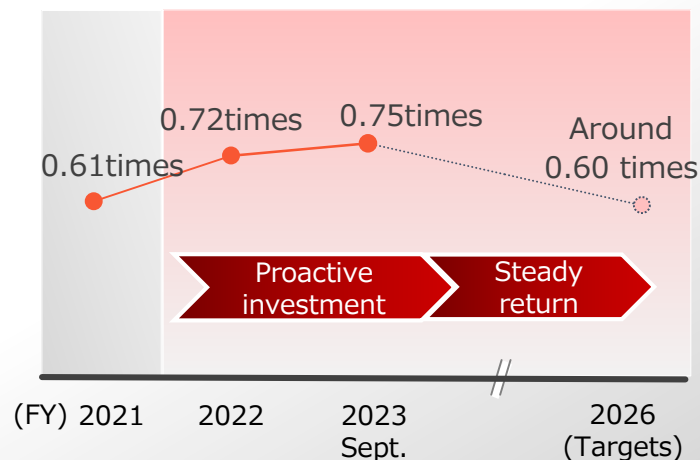 0.61times
0.72times
0.75times
Around
0.60 times
Proactive
investment
Steady
return
(FY) 2021
2022
2023
Sept.
2026
(Targets)